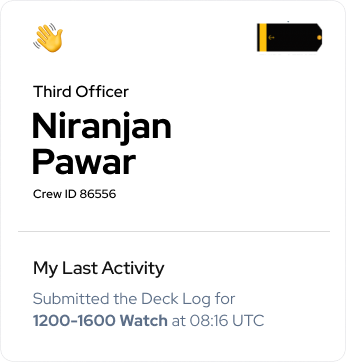 Third Officer
Niranjan
Pawar
Crew ID 86556
My Last Activity
Submitted the Deck Log for
1200-1600 Watch at 08:16 UTC